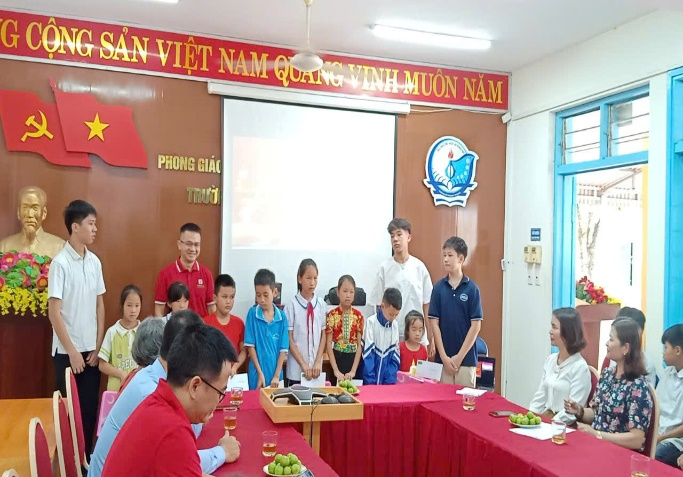 NG CỘNG SẢN VIỆT NAM QUANG VINH MUÔN NĂM
PHONG GIÁO
TRƯỜ